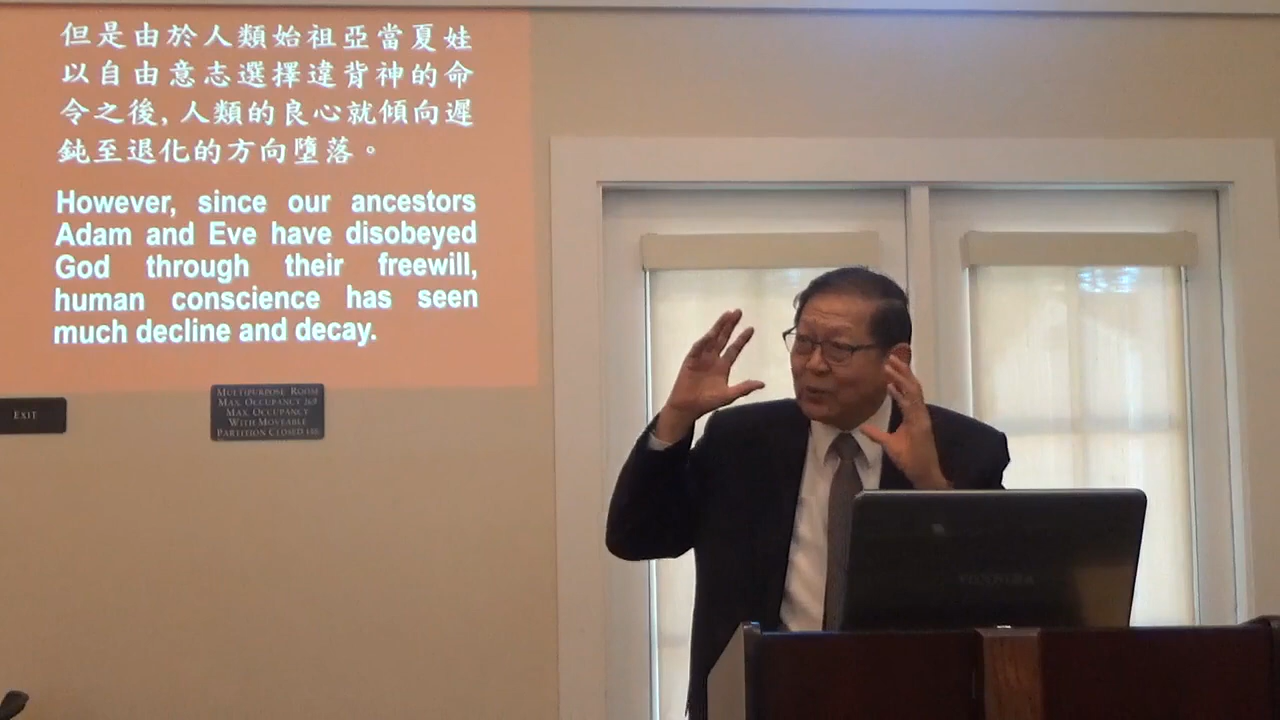 但是由於人類始祖亞當夏娃
以自由意志選擇違背神的命
令之後, 人類的良心就傾向遲
鈍至退化的方向墮落。
However, since our ancestors
Adam and Eve have disobeyed
God through their freewill,
human conscience has seen
much decline and decay.
EXIT
MULTIPURPOSE ROOM
MAX. OCCUPANCY
MAX. OCCUPANCY
WITH MOVEABLE
PARTITION CLOSED